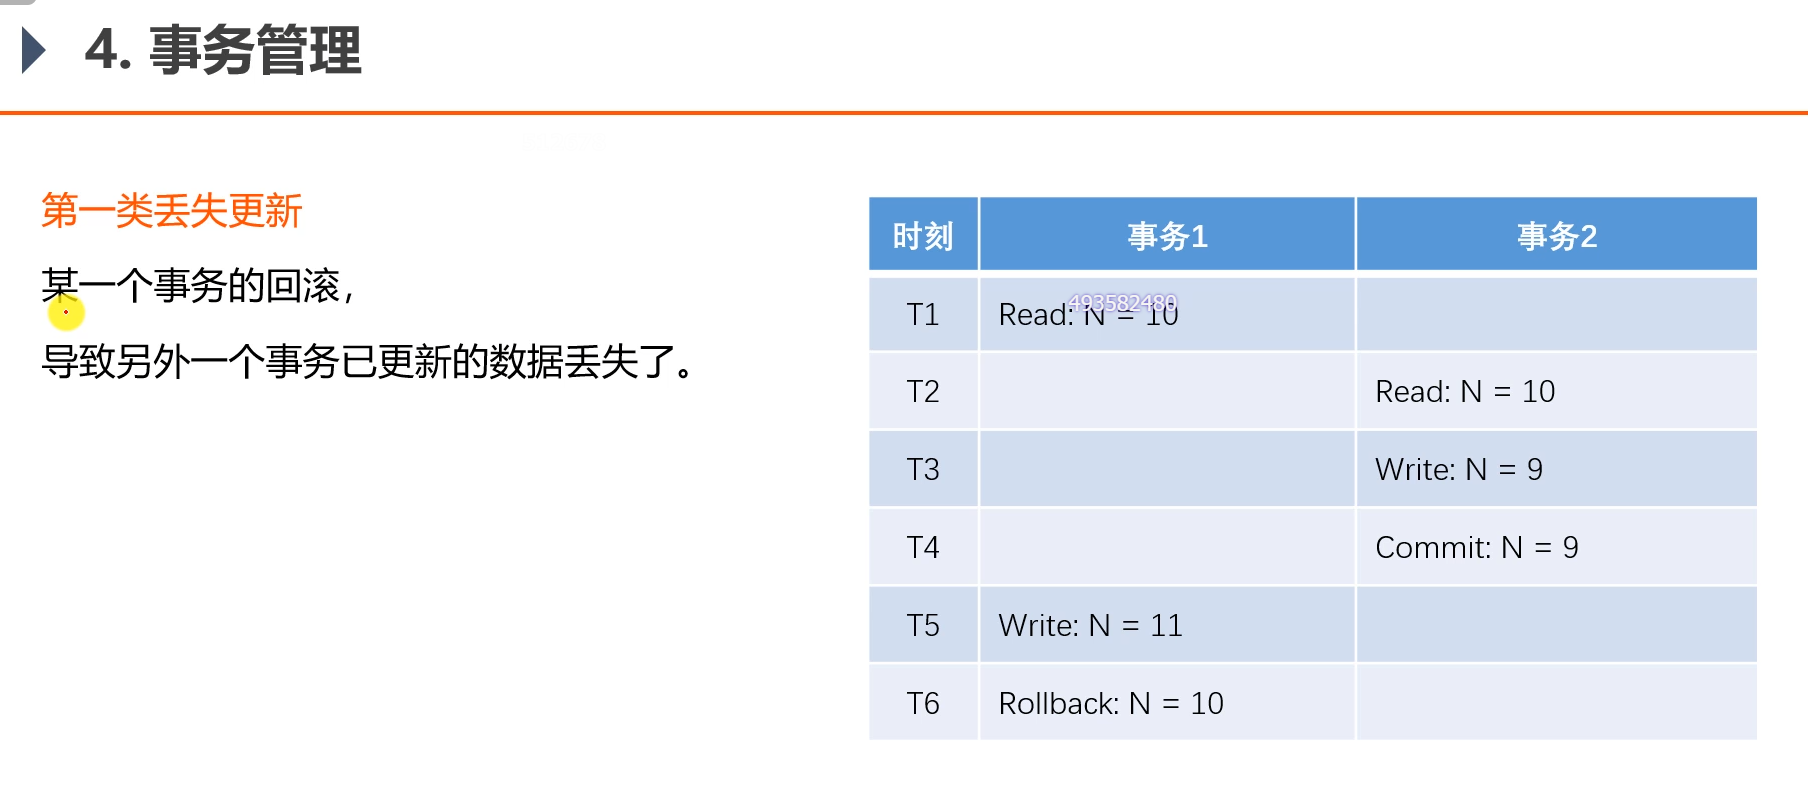 4. 事务管理
第一类丢失更新
某一个事务的回滚,
导致另外一个事务已更新的数据丢失了。
时刻 事务1 事务2
493582480
T1 Read: N = 10
T2 Read: N = 10
T3 Write: N = 9
T4 Commit: N = 9
T5 Write: N = 11
T6 Rollback: N = 10